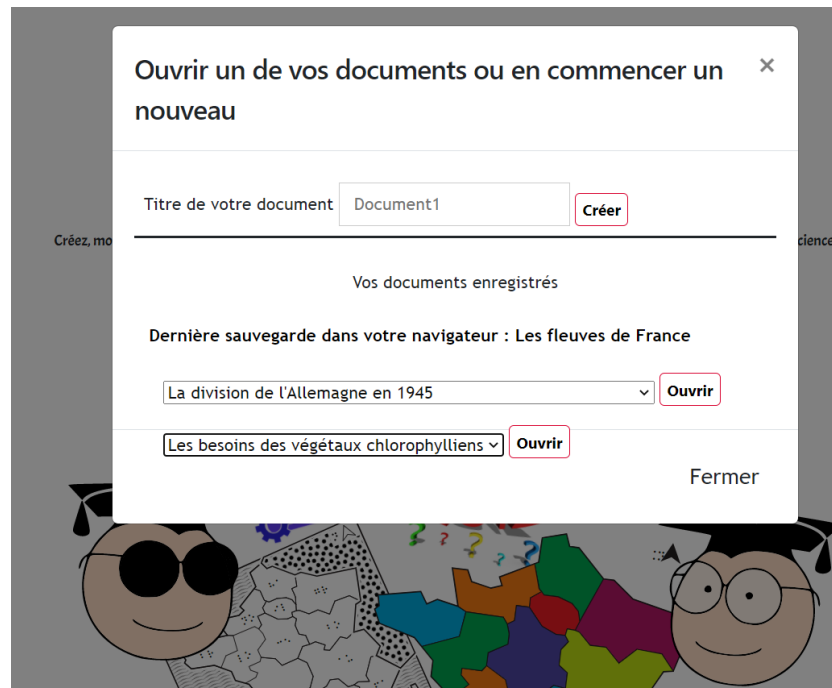 Ouvrir un de vos documents ou en commencer un
nouveau
×
Titre de votre document Document1 Créer
Créez, mo
cience
Vos documents enregistrés
Dernière sauvegarde dans votre navigateur : Les fleuves de France
La division de l'Allemagne en 1945 Ouvrir
Les besoins des végétaux chlorophylliens Ouvrir
Fermer
? ? ? ? ?